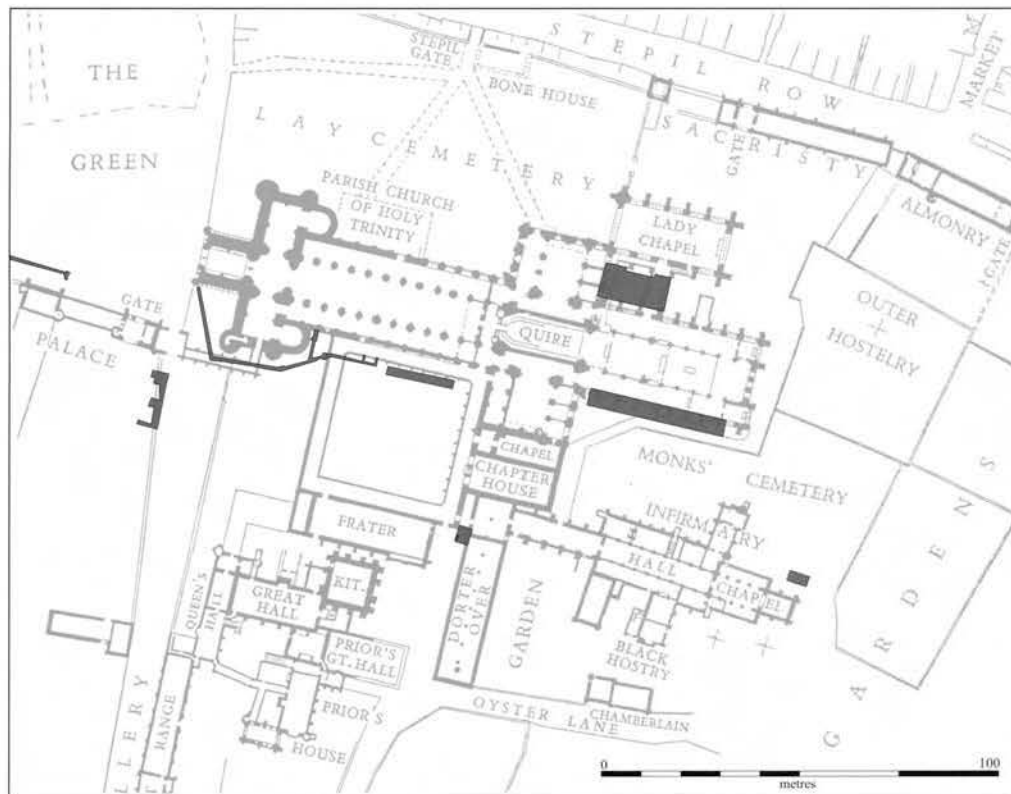 THE
GREEN
STEPIL
GATE
BONE HOUSE
STEPIL ROW
MARKET
LAY CEMETERY
SACRISTY
GATE
PARISH CHURCH
OF HOLY
TRINITY
LADY
CHAPEL
ALMONRY
GATE
GATE
PALACE
QUIRE
OUTER
HOSTELRY
CHAPEL
CHAPTER
HOUSE
MONKS'
CEMETERY
INFIRMARY
HALL
CHAPEL
FRATER
KIT.
QUEEN'S
HALL
GREAT
HALL
DORTER
OVER
GARDEN
PRIOR'S
GT. HALL
BLACK
HOSTRY
PRIOR'S
HOUSE
OYSTER LANE
CHAMBERLAIN
GARDENS
LLERY
RANGE
0 100
metres